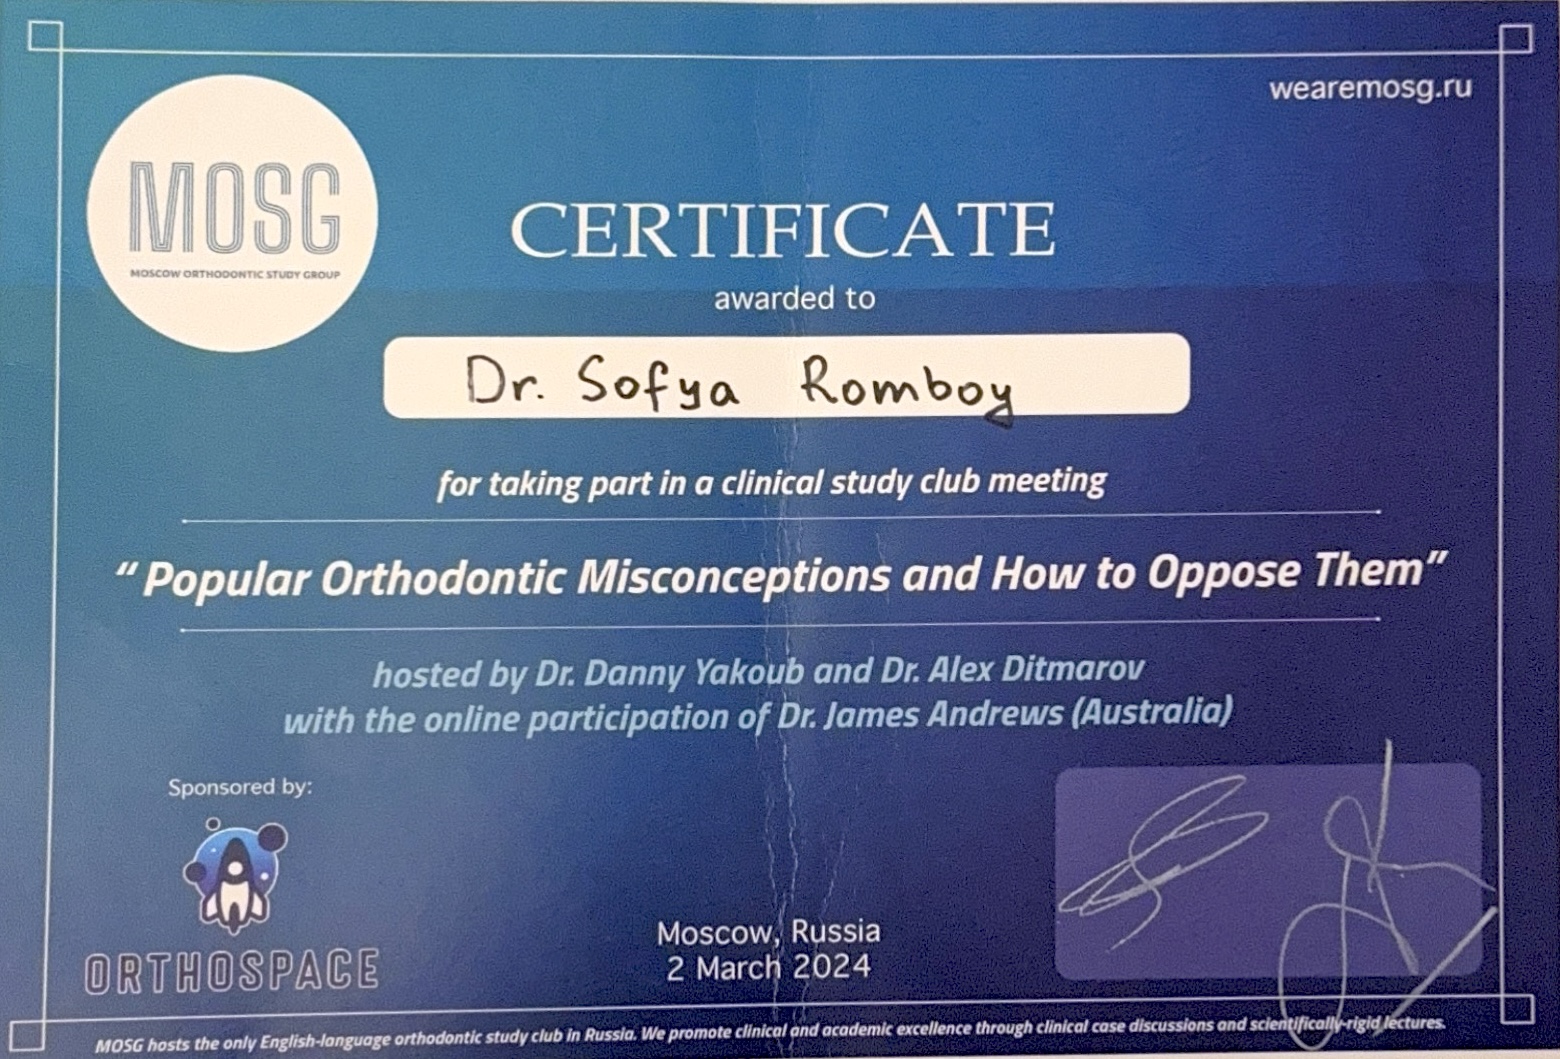 wearemosg.ru
MOSG
MOSCOW ORTHODONTIC STUDY GROUP
CERTIFICATE
awarded to
Dr. Sofya Romboy
for taking part in a clinical study club meeting
“Popular Orthodontic Misconceptions and How to Oppose Them”
hosted by Dr. Danny Yakoub and Dr. Alex Ditmarov
with the online participation of Dr. James Andrews (Australia)
Sponsored by:
ORTHOSPACE
Moscow, Russia
2 March 2024
MOSG hosts the only English-language orthodontic study club in Russia. We promote clinical and academic excellence through clinical case discussions and scientifically-rigid lectures.